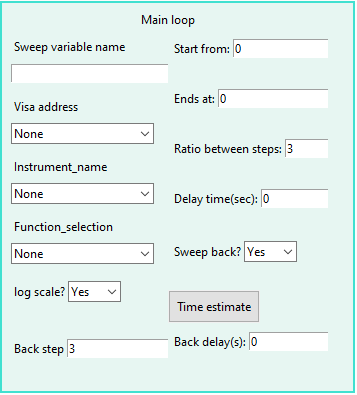 Main loop
Sweep variable name
Start from: 0
Ends at: 0
Visa address
None
Ratio between steps: 3
Instrument_name
None
Delay time(sec): 0
Function_selection
None
Sweep back? Yes
log scale? Yes
Time estimate
Back step 3
Back delay(s): 0